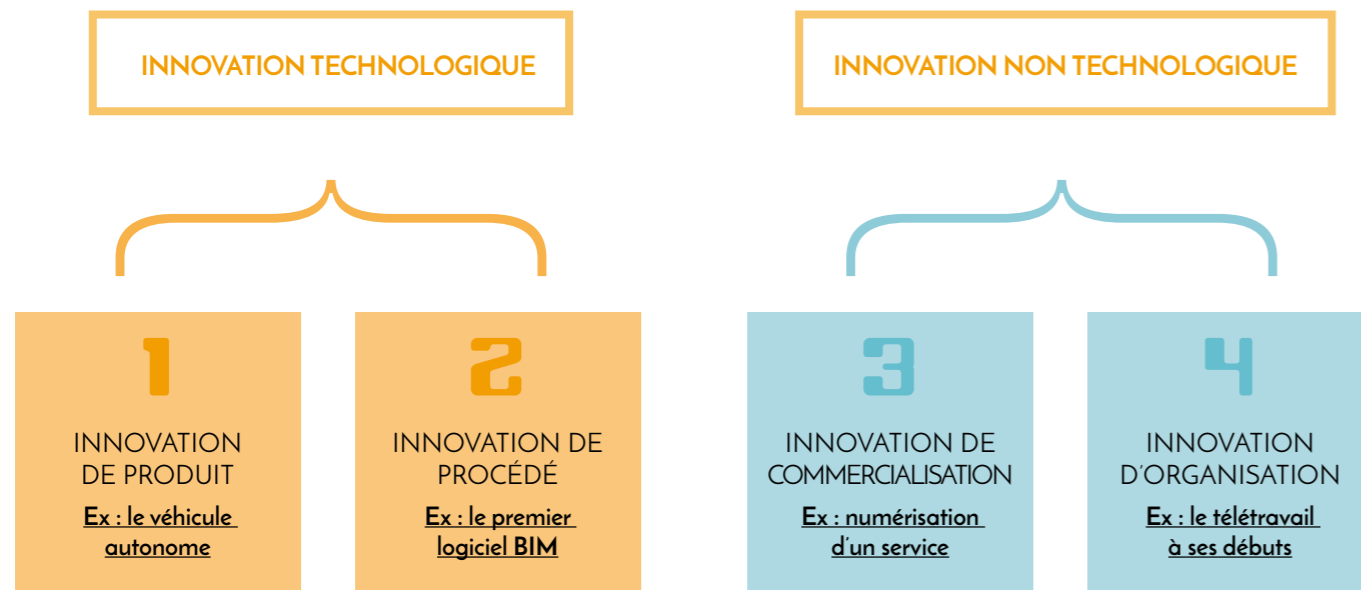 INNOVATION TECHNOLOGIQUE
INNOVATION NON TECHNOLOGIQUE
1
INNOVATION
DE PRODUIT
Ex : le véhicule
autonome
2
INNOVATION DE
PROCÉDÉ
Ex : le premier
logiciel BIM
3
INNOVATION DE
COMMERCIALISATION
Ex : numérisation
d'un service
4
INNOVATION
D'ORGANISATION
Ex : le télétravail
à ses débuts